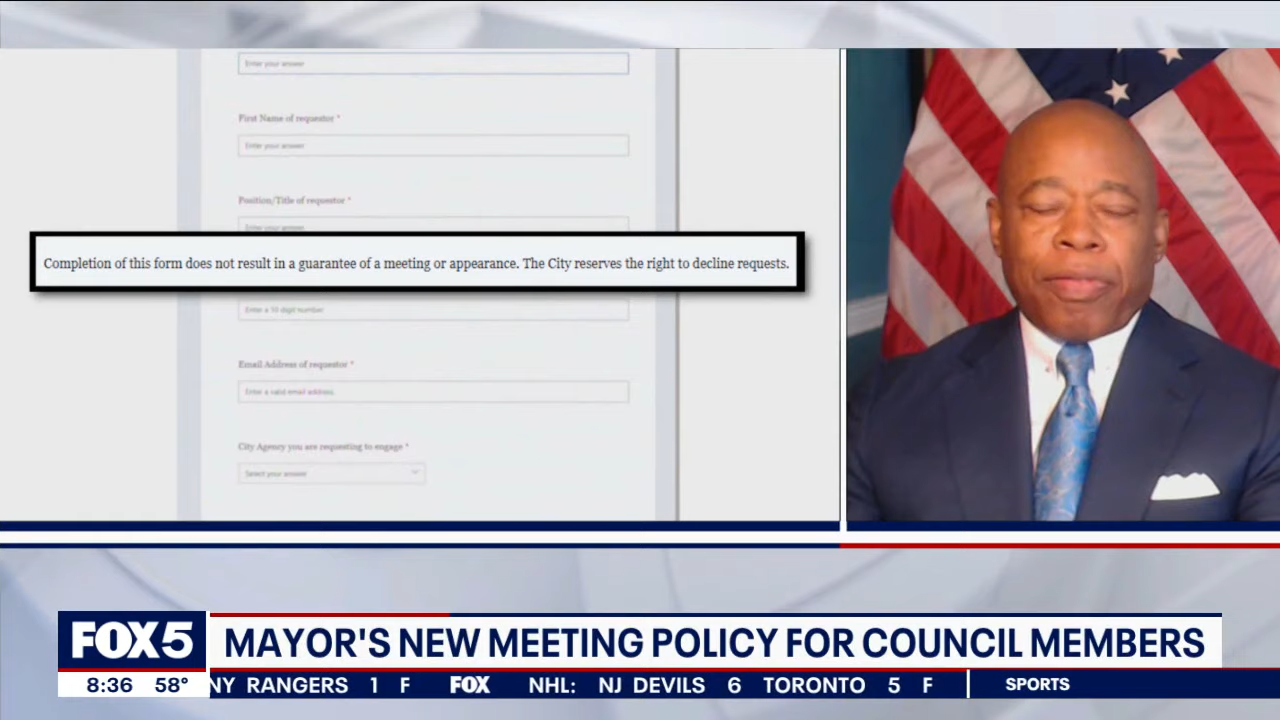 Enter your answer
First Name of requestor *
Enter your answer
Position/Title of requestor *
Enter your answer
Completion of this form does not result in a guarantee of a meeting or appearance. The City reserves the right to decline requests.
Enter a 10 digit number
Email Address of requestor *
Enter a valid email address
City Agency you are requesting to engage *
Select your answer
FOX5
MAYOR'S NEW MEETING POLICY FOR COUNCIL MEMBERS
8:36 58° NY RANGERS 1 F FOX NHL: NJ DEVILS 6 TORONTO 5 F SPORTS